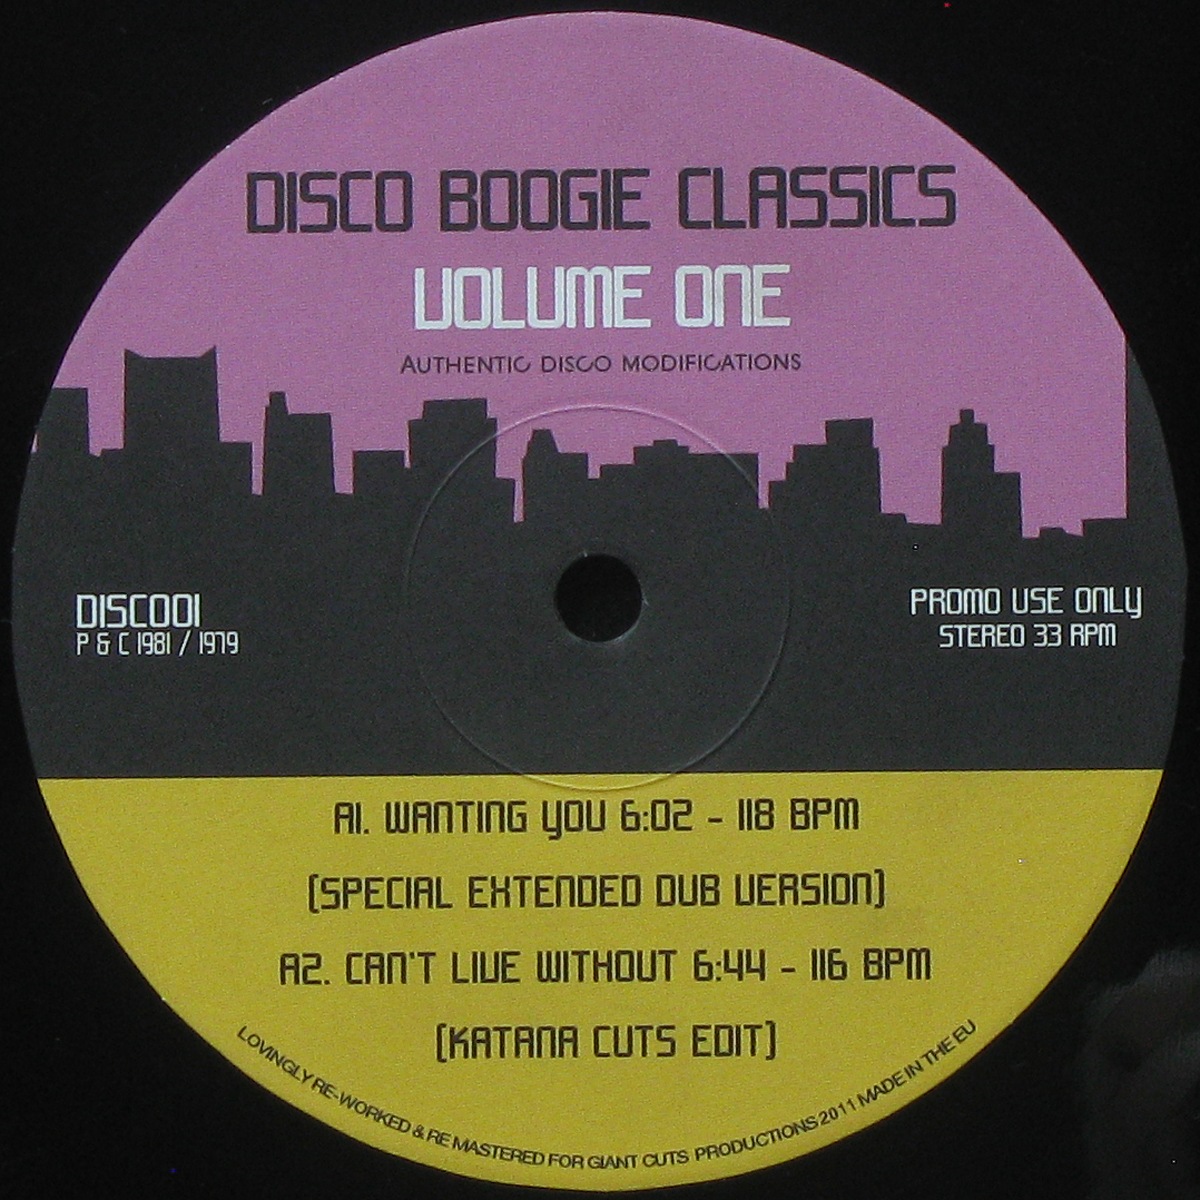 DISCO BOOGIE CLASSICS
VOLUME ONE
AUTHENTIC DISCO MODIFICATIONS
DISCO01
P & C 1981 / 1979
PROMO USE ONLY
STEREO 33 RPM
A1. WANTING YOU 6:02 - 118 BPM
(SPECIAL EXTENDED DUB VERSION)
A2. CAN'T LIVE WITHOUT 6:44 - 116 BPM
(KATANA CUTS EDIT)
LOVINGLY RE-WORKED & RE MASTERED FOR GIANT CUTS PRODUCTIONS 2011 MADE IN THE EU